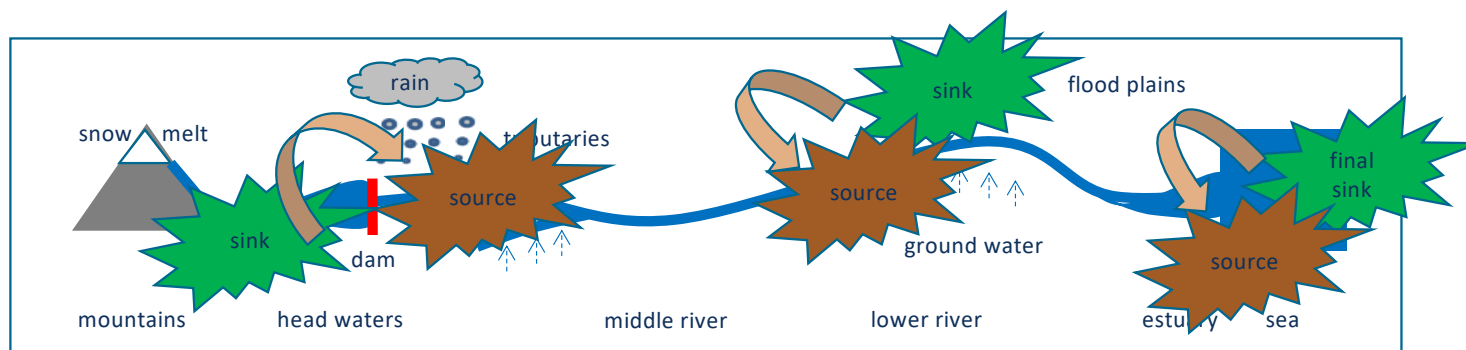 rain
sink
flood plains
snow melt
tributaries
final
sink
source
source
sink
ground water
dam
source
mountains
head waters
middle river
lower river
estuary
sea